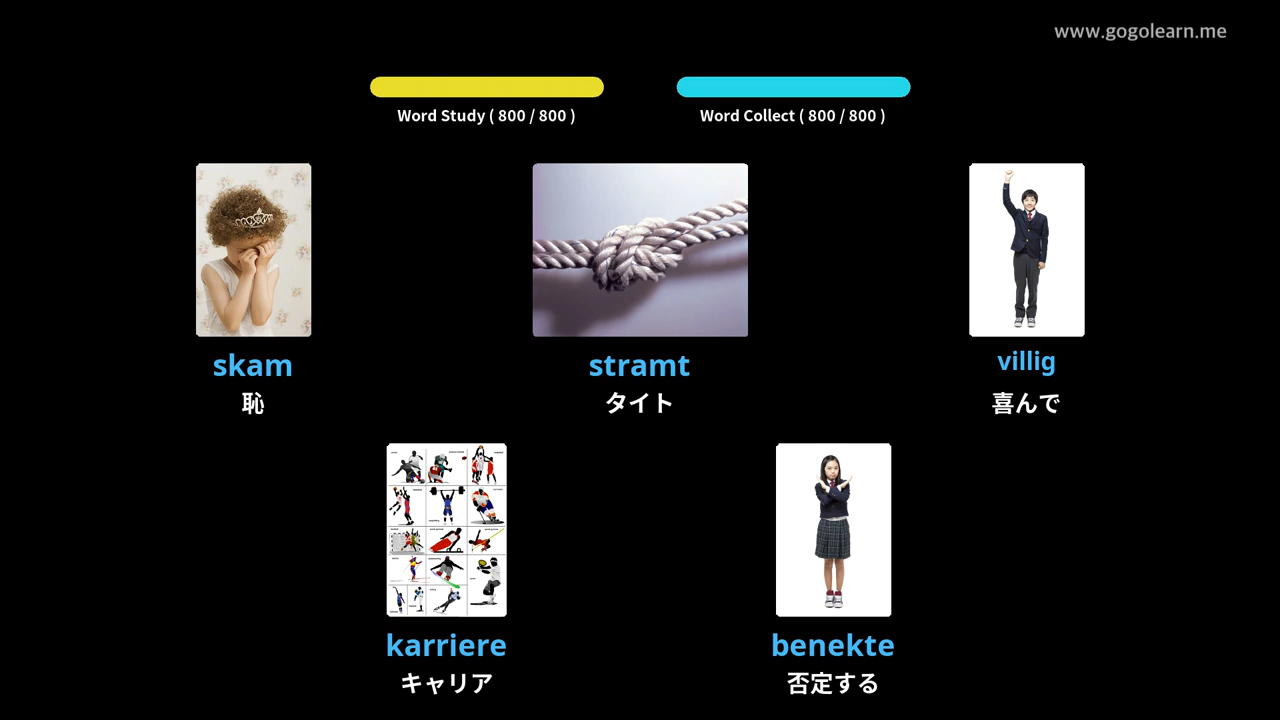 www.gogolearn.me
Word Study ( 800 / 800 )
Word Collect ( 800 / 800 )
skam
恥
stramt
タイト
villig
喜んで
karriere
キャリア
benekte
否定する